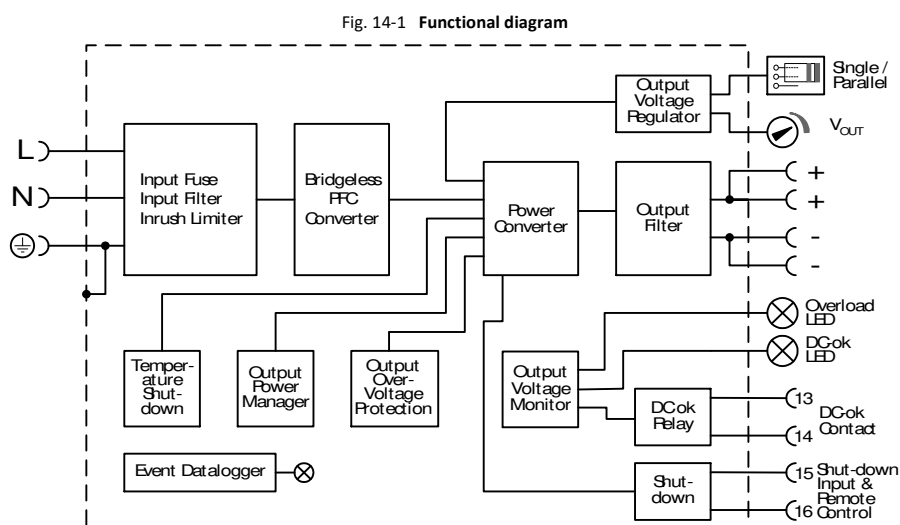 Fig. 14-1 Functional diagram
Single /
Parallel
Output
Voltage
Regulator
VOUT
L
N
Input Fuse
Input Filter
Inrush Limiter
Bridgeless
PFC
Converter
Power
Converter
Output
Filter
+
+
-
-
Overload
LED
DC-ok
LED
Temper-
ature
Shut-
down
Output
Power
Manager
Output
Over-
Voltage
Protection
Output
Voltage
Monitor
DC-ok
Relay
13
14
DC-ok
Contact
Event Datalogger
Shut-
down
15
16
Shut-down
Input &
Remote
Control